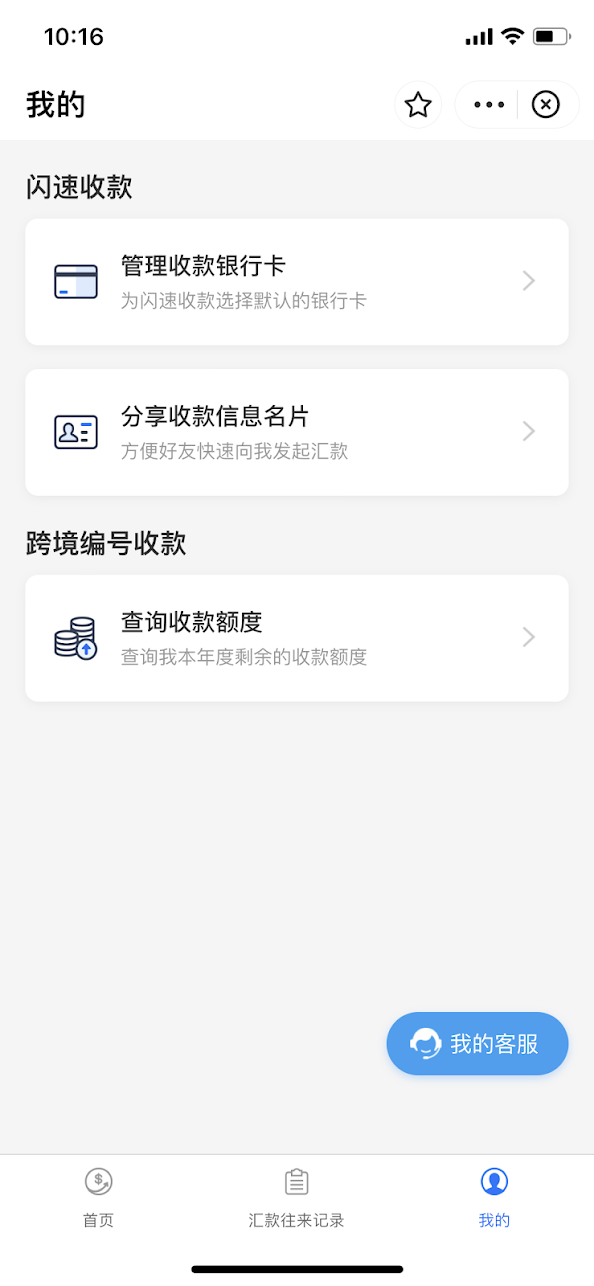 10:16
我的
闪速收款
管理收款银行卡
为闪速收款选择默认的银行卡
分享收款信息名片
方便好友快速向我发起汇款
跨境编号收款
查询收款额度
查询我本年度剩余的收款额度
我的客服
首页
汇款往来记录
我的